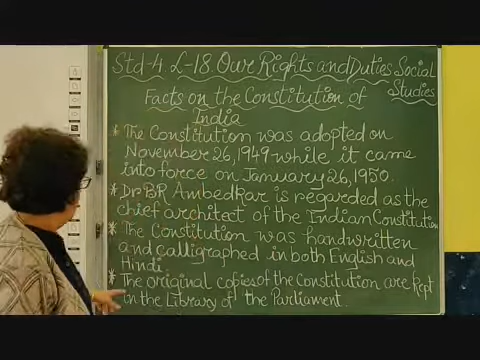 Std-4 L-18 Our Rights and Duties Social
Studies
Facts on the Constitution of
India
* The Constitution was adopted on
November 26, 1949 while it came
into force on January 26, 1950.
* Dr BR Ambedkar is regarded as the
chief architect of the Indian Constitution
* The Constitution was handwritten
and calligraphed in both English and
Hindi.
* The original copies of the Constitution are kept
in the Library of the Parliament.